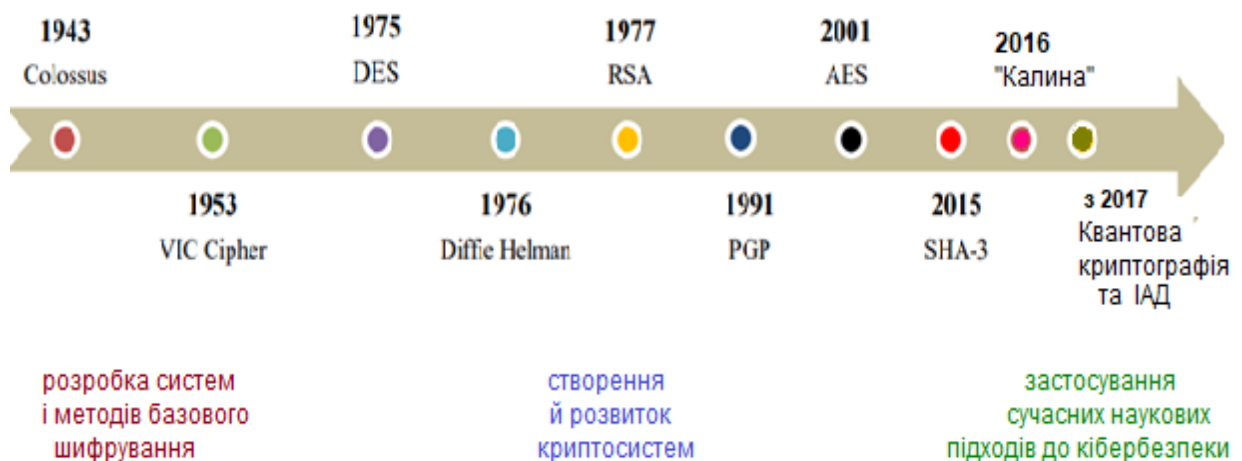 1943
Colossus
1975
DES
1977
RSA
2001
AES
2016
"Калина"
1953
VIC Cipher
1976
Diffie Helman
1991
PGP
2015
SHA-3
з 2017
Квантова
криптографія
та ІАД
розробка систем
і методів базового
шифрування
створення
й розвиток
криптосистем
застосування
сучасних наукових
підходів до кібербезпеки